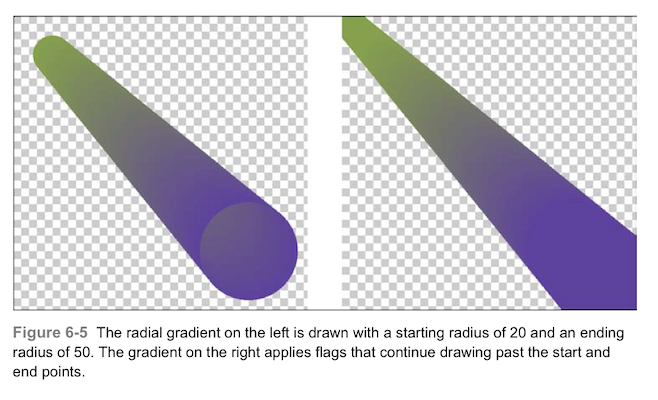 Figure 6-5 The radial gradient on the left is drawn with a starting radius of 20 and an ending
radius of 50. The gradient on the right applies flags that continue drawing past the start and
end points.